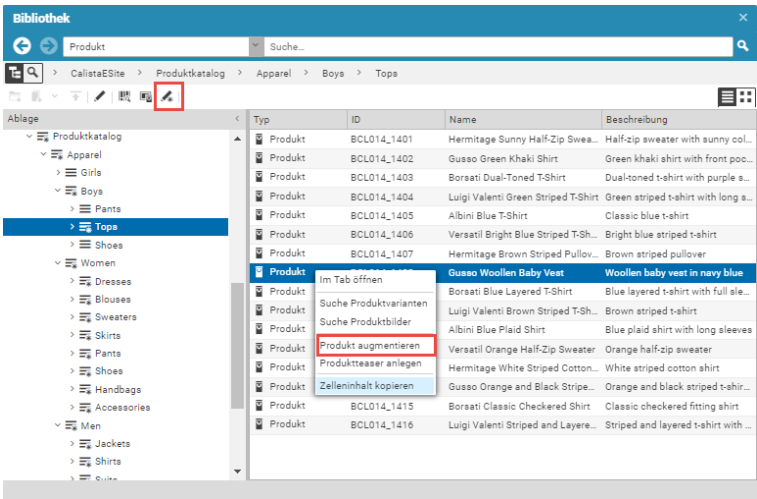 Bibliothek
Produkt Suche...
CalistaESite > Produktkatalog > Apparel > Boys > Tops
Ablage
Produktkatalog
Apparel
Girls
Boys
Pants
Tops
Shoes
Women
Dresses
Blouses
Sweaters
Skirts
Pants
Shoes
Handbags
Accessories
Men
Jackets
Shirts
Suits
Typ ID Name Beschreibung
Produkt BCL014_1401 Hermitage Sunny Half-Zip Swea... Half-zip sweater with sunny col...
Produkt BCL014_1402 Gusso Green Khaki Shirt Green khaki shirt with front poc...
Produkt BCL014_1403 Borsati Dual-Toned T-Shirt Dual-toned t-shirt with purple s...
Produkt BCL014_1404 Luigi Valenti Green Striped T-Shirt Green striped t-shirt with long s...
Produkt BCL014_1405 Albini Blue T-Shirt Classic blue t-shirt
Produkt BCL014_1406 Versatil Bright Blue Striped T-Sh... Bright blue striped t-shirt
Produkt BCL014_1407 Hermitage Brown Striped Pullov... Brown striped pullover
Produkt Gusso Woollen Baby Vest Woollen baby vest in navy blue
Produkt Borsati Blue Layered T-Shirt Blue layered t-shirt with full sle...
Produkt Luigi Valenti Brown Striped T-Sh... Brown striped t-shirt
Produkt Albini Blue Plaid Shirt Blue plaid shirt with long sleeves
Produkt Versatil Orange Half-Zip Sweater Orange half-zip sweater
Produkt Hermitage White Striped Cotton... White striped cotton shirt
Produkt Gusso Orange and Black Stripe... Orange and black striped t-shir...
Produkt BCL014_1415 Borsati Classic Checkered Shirt Classic checkered fitting shirt
Produkt BCL014_1416 Luigi Valenti Striped and Layere... Striped and layered t-shirt with ...
Im Tab öffnen
Suche Produktvarianten
Suche Produktbilder
Produkt augmentieren
Produktteaser anlegen
Zelleninhalt kopieren